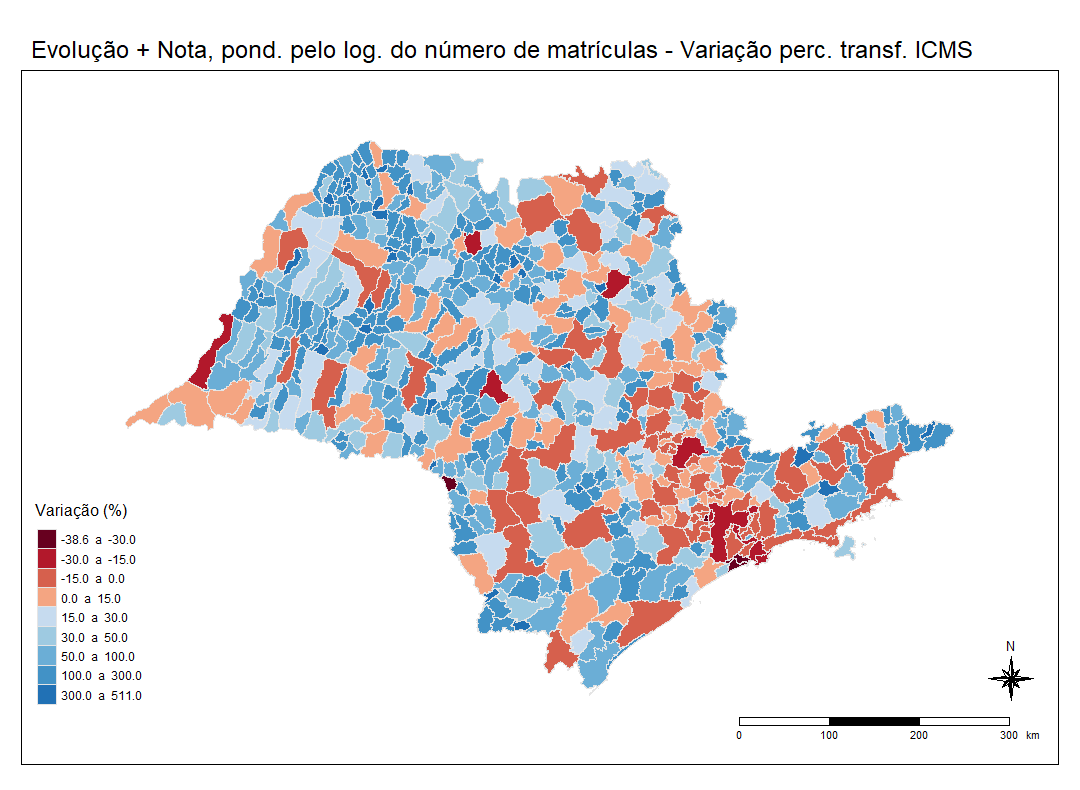 Evolução + Nota, pond. pelo log. do número de matrículas - Variação perc. transf. ICMS
Variação (%)
-38.6 a -30.0
-30.0 a -15.0
-15.0 a 0.0
0.0 a 15.0
15.0 a 30.0
30.0 a 50.0
50.0 a 100.0
100.0 a 300.0
300.0 a 511.0
N
0 100 200 300 km